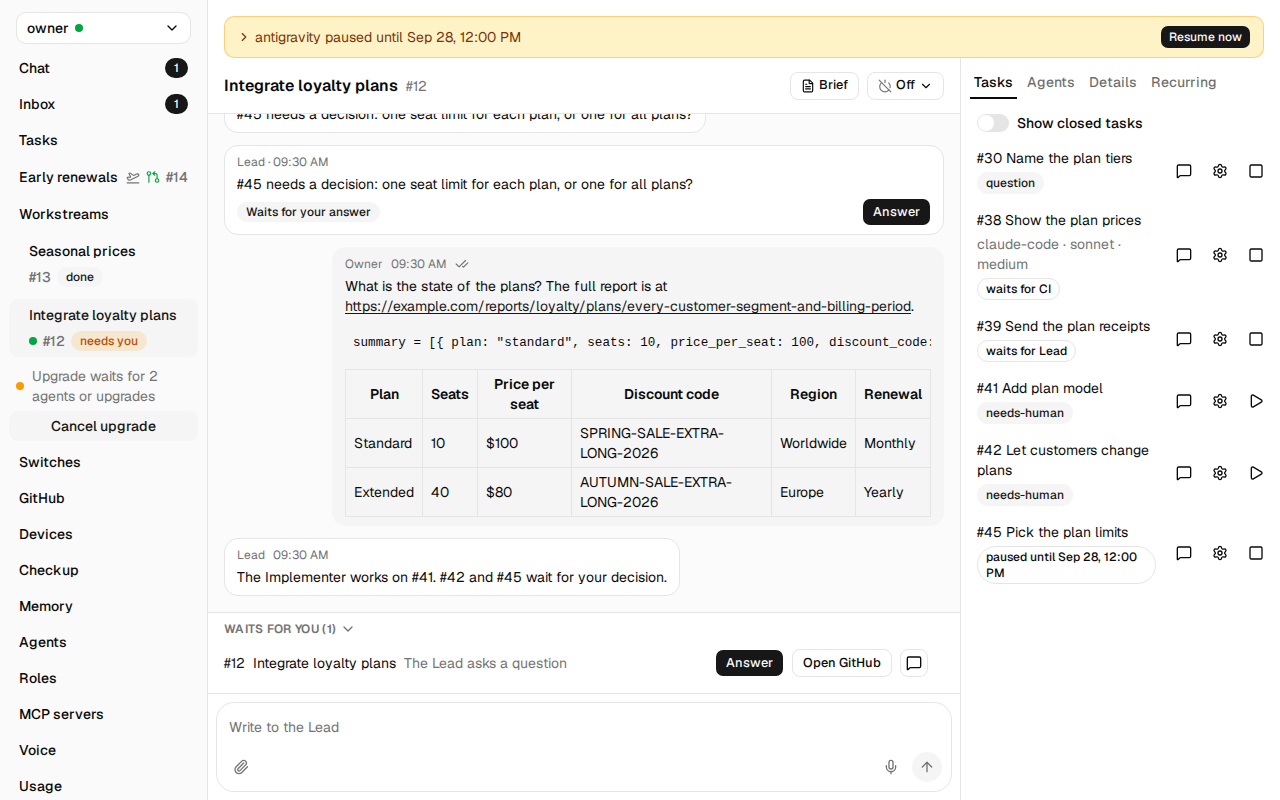 owner
Chat 1
Inbox 1
Tasks
Early renewals #14
Workstreams
Seasonal prices
#13 done
Integrate loyalty plans
#12 needs you
Upgrade waits for 2
agents or upgrades
Cancel upgrade
Switches
GitHub
Devices
Checkup
Memory
Agents
Roles
MCP servers
Voice
Usage
antigravity paused until Sep 28, 12:00 PM
Resume now
Integrate loyalty plans #12
Brief
Off
#45 needs a decision: one seat limit for each plan, or one for all plans?
Lead · 09:30 AM
#45 needs a decision: one seat limit for each plan, or one for all plans?
Waits for your answer
Answer
Owner 09:30 AM
What is the state of the plans? The full report is at
https://example.com/reports/loyalty/plans/every-customer-segment-and-billing-period.
summary = [{ plan: "standard", seats: 10, price_per_seat: 100, discount_code:
Plan Seats Price per seat Discount code Region Renewal
Standard 10 $100 SPRING-SALE-EXTRA-LONG-2026 Worldwide Monthly
Extended 40 $80 AUTUMN-SALE-EXTRA-LONG-2026 Europe Yearly
Lead 09:30 AM
The Implementer works on #41. #42 and #45 wait for your decision.
WAITS FOR YOU (1)
#12 Integrate loyalty plans The Lead asks a question
Answer
Open GitHub
Write to the Lead
Tasks Agents Details Recurring
Show closed tasks
#30 Name the plan tiers
question
#38 Show the plan prices
claude-code · sonnet ·
medium
waits for CI
#39 Send the plan receipts
waits for Lead
#41 Add plan model
needs-human
#42 Let customers change
plans
needs-human
#45 Pick the plan limits
paused until Sep 28, 12:00
PM